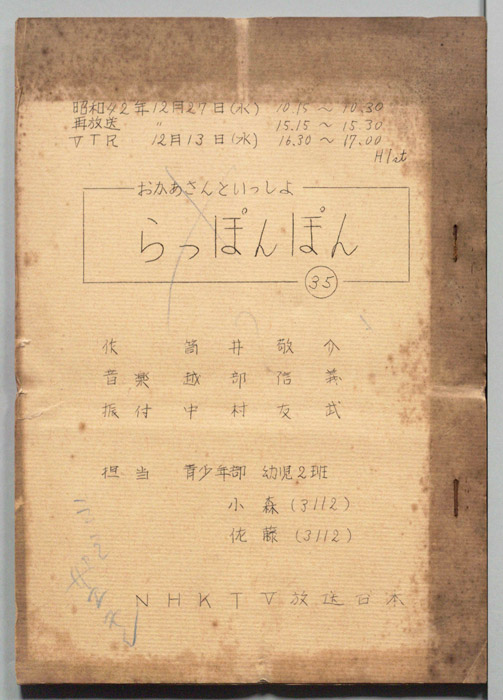 昭和42年12月27日(水) 10.15～10.30
再放送 〃 15.15～15.30
VTR 12月13日(水) 16.30～17.00
H1st
おかあさんといっしょ
らっぽんぽん
35
作 筒井敬介
音楽 越部信義
振付 中村友武
担当 青少年部 幼児2班
小森(3112)
佐藤(3112)
NHKTV放送台本